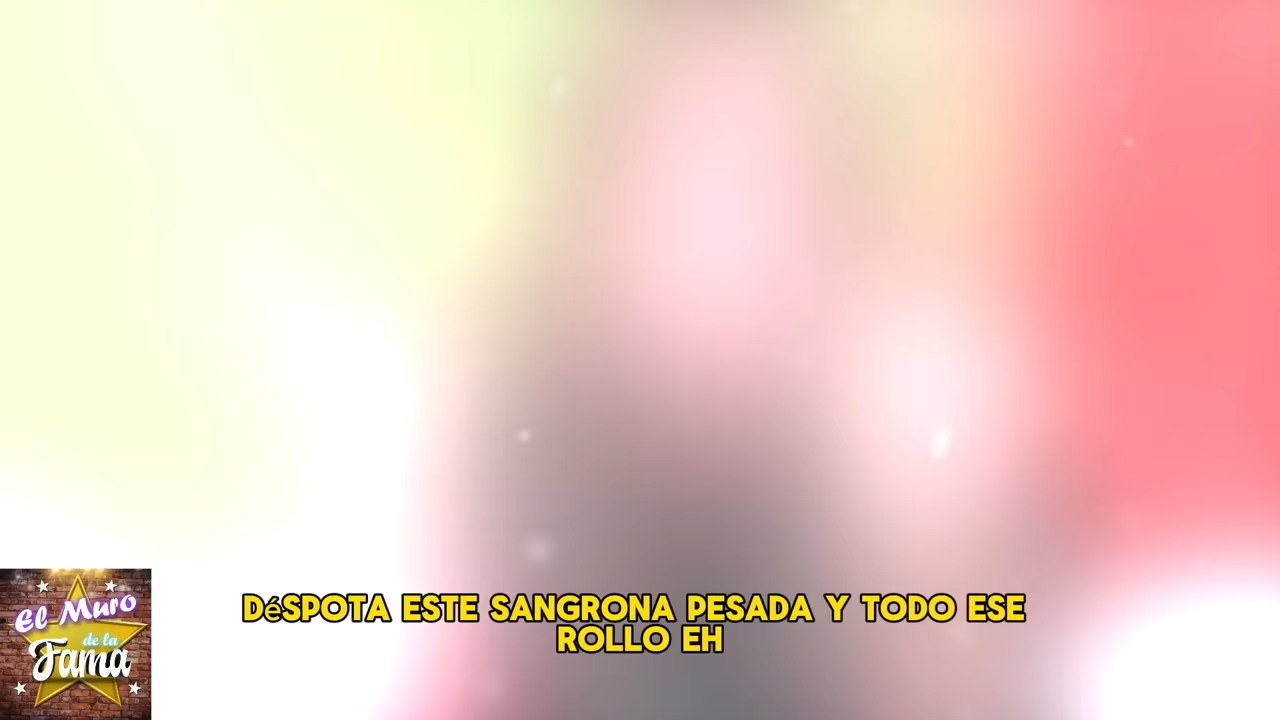 El Muro
de la
Fama
DéSPOTA ESTE SANGRONA PESADA Y TODO ESE
ROLLO EH